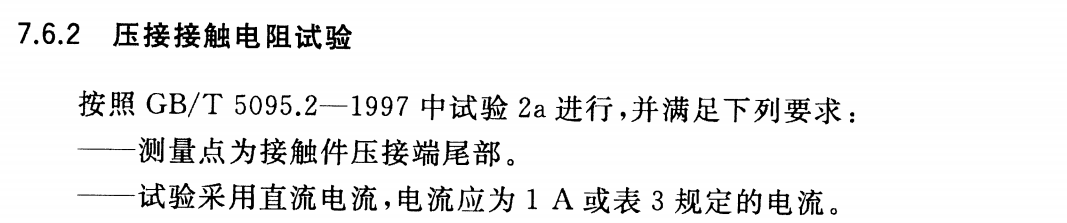 7.6.2 压接接触电阻试验
按照 GB/T 5095.2—1997 中试验 2a 进行,并满足下列要求:
——测量点为接触件压接端尾部。
——试验采用直流电流,电流应为 1 A 或表 3 规定的电流。